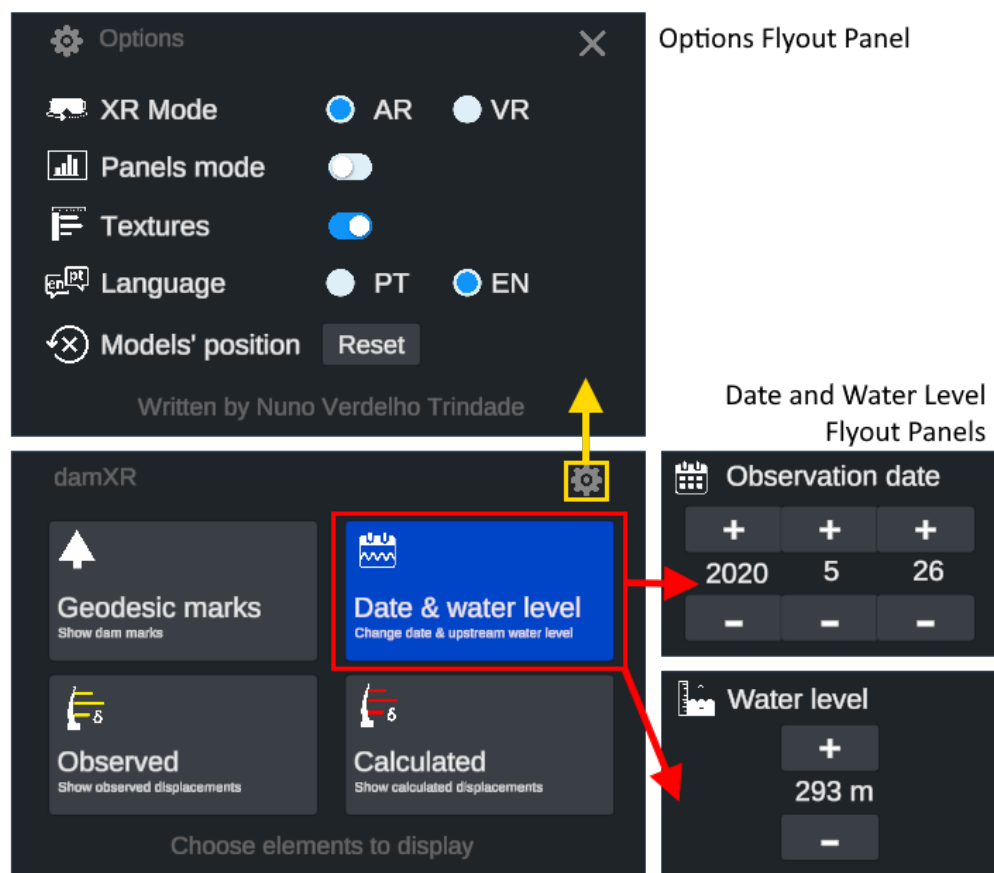 Options
Options Flyout Panel
XR Mode
AR
VR
Panels mode
Textures
en pt
Language
PT
EN
Models' position
Reset
Written by Nuno Verdelho Trindade
Date and Water Level
Flyout Panels
damXR
Geodesic marks
Show dam marks
Date & water level
Change date & upstream water level
δ
Observed
Show observed displacements
δ
Calculated
Show calculated displacements
Choose elements to display
Observation date
+ + +
2020 5 26
- - -
Water level
+
293 m
-